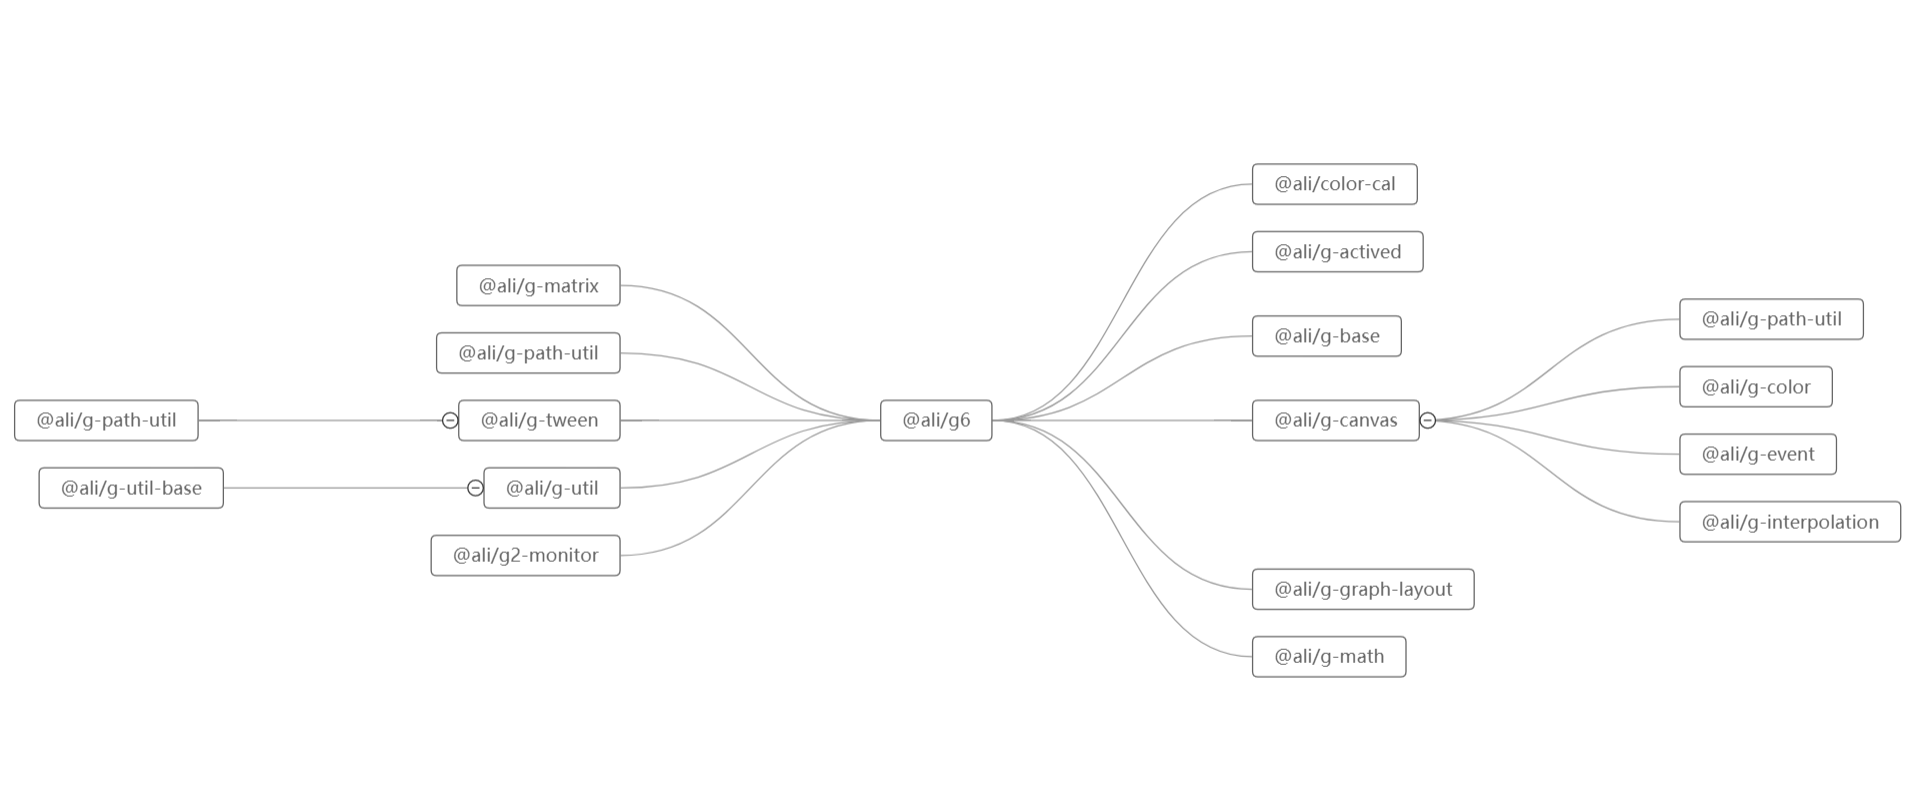 @ali/color-cal
@ali/g-actived
@ali/g-matrix
@ali/g-path-util
@ali/g-base
@ali/g-path-util
@ali/g-color
@ali/g-path-util
@ali/g-tween
@ali/g6
@ali/g-canvas
@ali/g-event
@ali/g-util-base
@ali/g-util
@ali/g-interpolation
@ali/g2-monitor
@ali/g-graph-layout
@ali/g-math